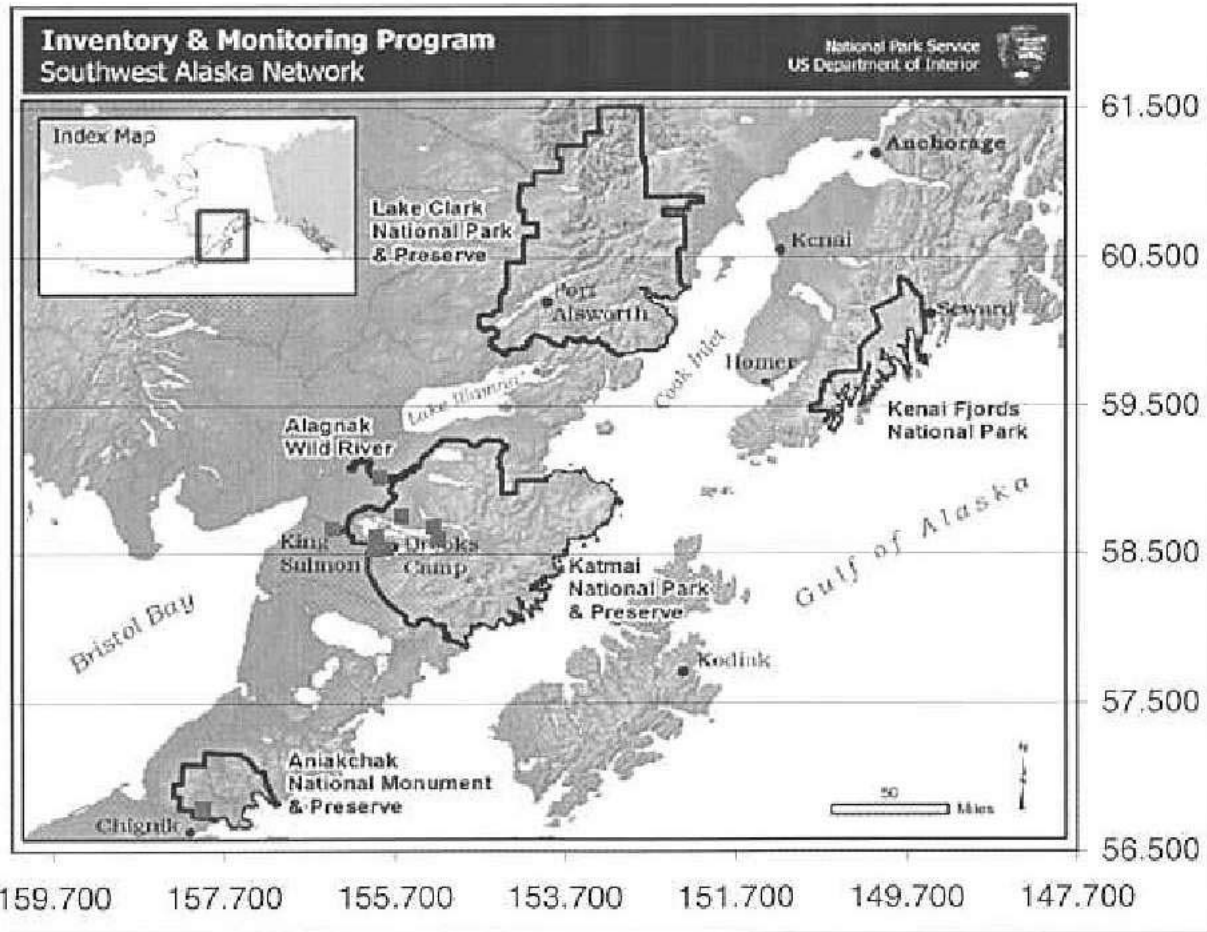 Inventory & Monitoring Program
Southwest Alaska Network
National Park Service
US Department of Interior
Index Map
Anchorage
Lake Clark
National Park
& Preserve
Kenai
Port
Alsworth
Seward
Cook Inlet
Homer
Lake Iliamna
Kenai Fjords
National Park
Alagnak
Wild River
Gulf of Alaska
King
Salmon
Brooks
Camp
Katmai
National Park
& Preserve
Bristol Bay
Kodiak
Aniakchak
National Monument
& Preserve
Chignik
50
Miles
N
61.500
60.500
59.500
58.500
57.500
56.500
159.700 157.700 155.700 153.700 151.700 149.700 147.700